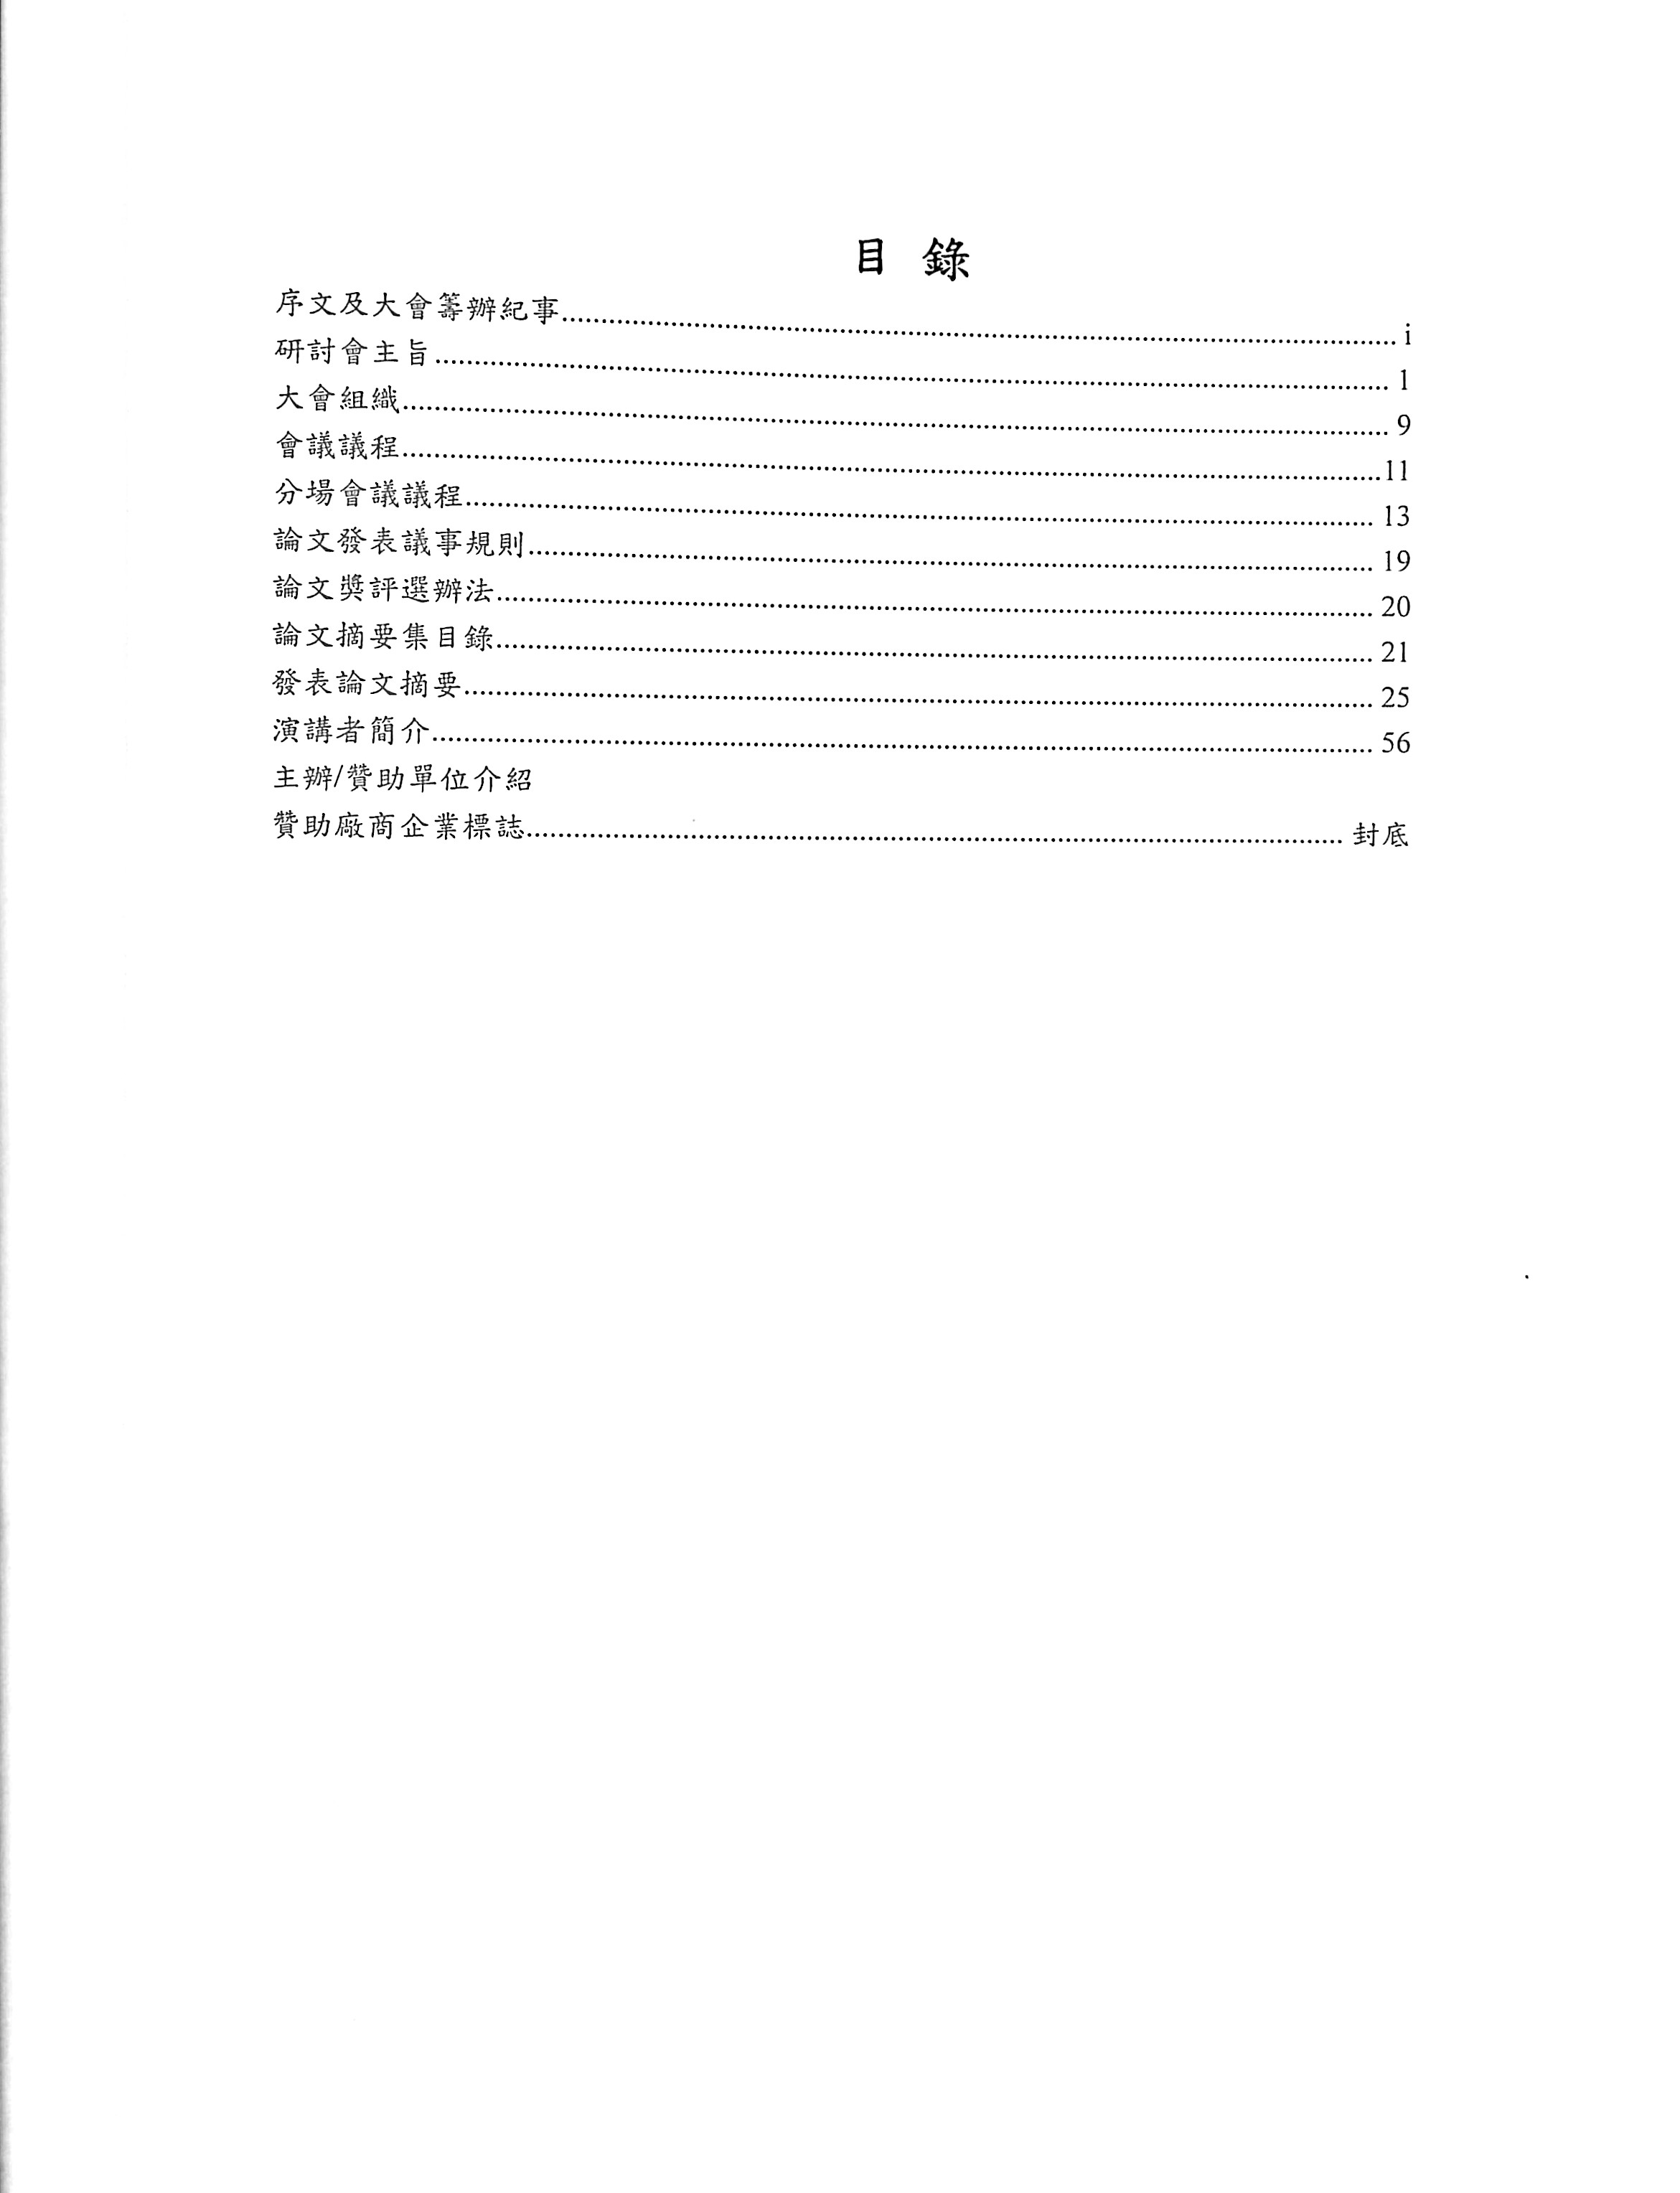 目 錄
序文及大會籌辦紀事........................................ i
研討會主旨........................................ 1
大會組織........................................ 9
會議議程........................................11
分場會議議程........................................ 13
論文發表議事規則........................................ 19
論文獎評選辦法........................................ 20
論文摘要集目錄........................................ 21
發表論文摘要........................................ 25
演講者簡介........................................ 56
主辦/贊助單位介紹
贊助廠商企業標誌........................................ 封底